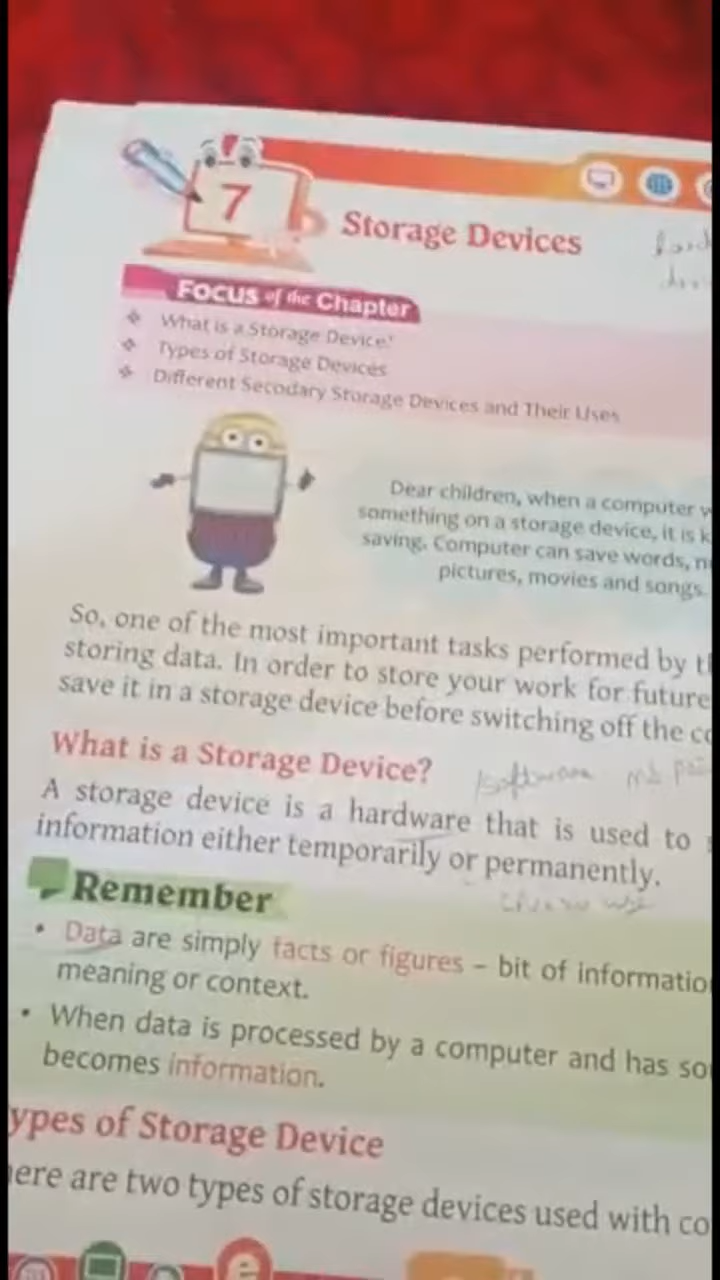 7
Storage Devices
Focus of the Chapter
What is a Storage Device?
Types of Storage Devices
Different Secodary Storage Devices and Their Uses
Dear children, when a computer
something on a storage device, it is
saving. Computer can save words,
pictures, movies and songs.
So, one of the most important tasks performed by
storing data. In order to store your work for future
save it in a storage device before switching off the
What is a Storage Device?
software ms
A storage device is a hardware that is used to
information either temporarily or permanently.
Remember
• Data are simply facts or figures – bit of informatio
meaning or context.
• When data is processed by a computer and has so
becomes information.
ypes of Storage Device
ere are two types of storage devices used with co
e